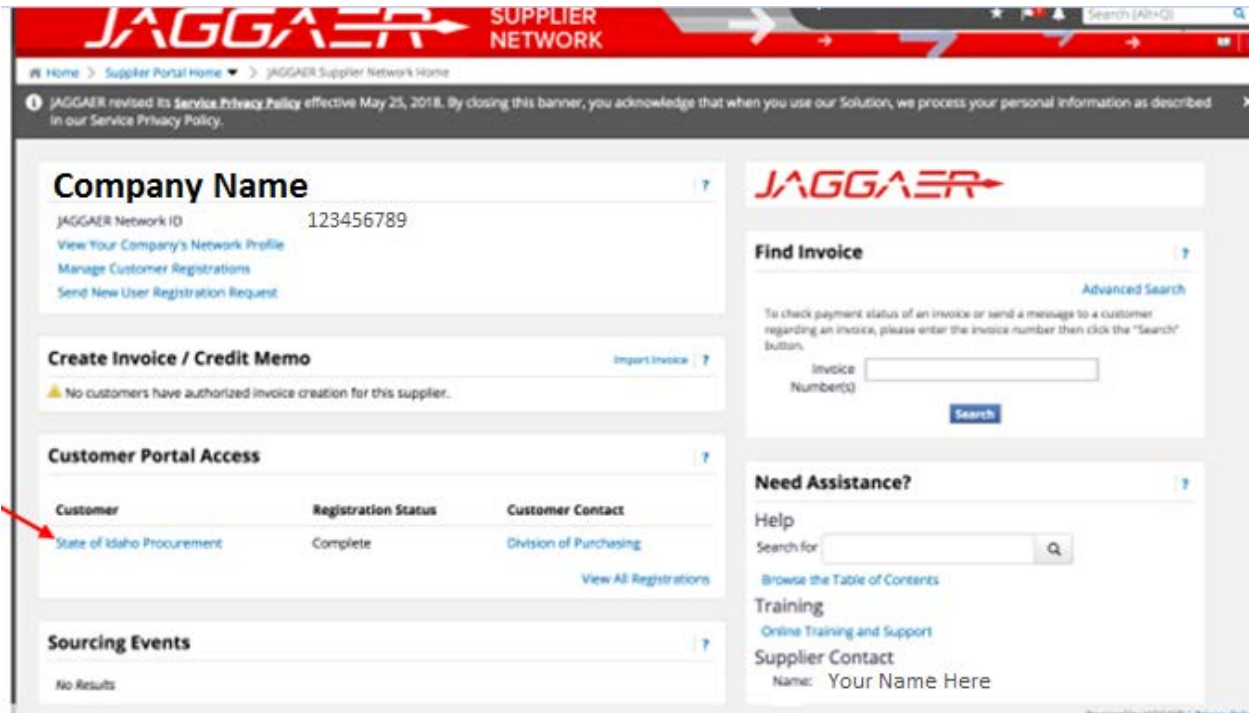 JAGGAER
SUPPLIER
NETWORK
Search (Alt+Q)
Home > Supplier Portal Home > JAGGAER Supplier Network Home
JAGGAER revised its Service Privacy Policy effective May 25, 2018. By closing this banner, you acknowledge that when you use our Solution, we process your personal information as described
in our Service Privacy Policy.
Company Name ?
JAGGAER Network ID 123456789
View Your Company's Network Profile
Manage Customer Registrations
Send New User Registration Request
Create Invoice / Credit Memo Import Invoice ?
No customers have authorized invoice creation for this supplier.
Customer Portal Access ?
Customer Registration Status Customer Contact
State of Idaho Procurement Complete Division of Purchasing
View All Registrations
Sourcing Events ?
No Results
JAGGAER
Find Invoice ?
Advanced Search
To check payment status of an invoice or send a message to a customer
regarding an invoice, please enter the invoice number then click the "Search"
button.
Invoice
Number(s)
Search
Need Assistance? ?
Help
Search for
Browse the Table of Contents
Training
Online Training and Support
Supplier Contact
Name: Your Name Here